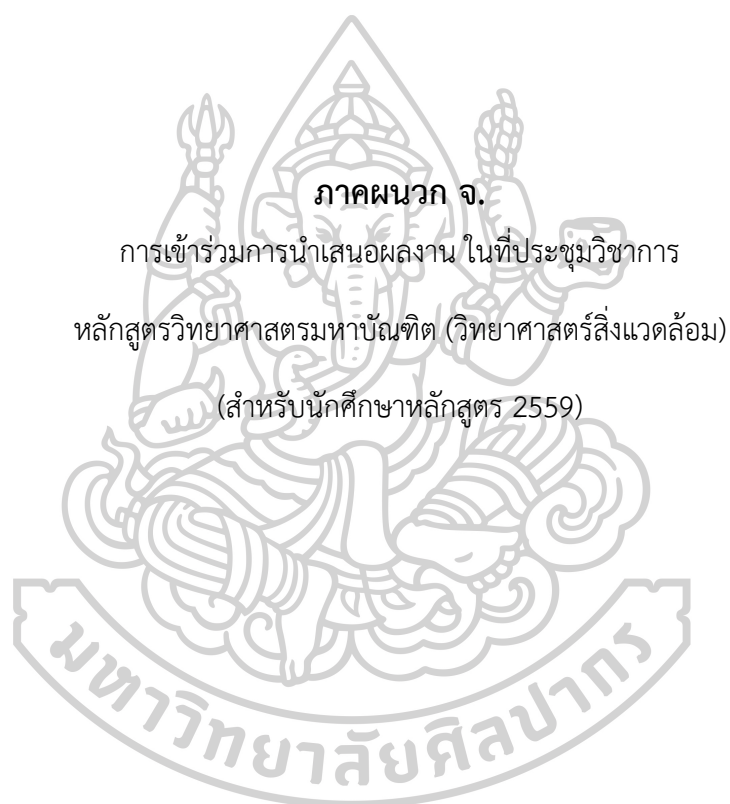 ภาคผนวก จ.
การเข้าร่วมการนำเสนอผลงาน ในที่ประชุมวิชาการ
หลักสูตรวิทยาศาสตรมหาบัณฑิต (วิทยาศาสตร์สิ่งแวดล้อม)
(สำหรับนักศึกษาหลักสูตร 2559)
มหาวิทยาลัยศิลปากร